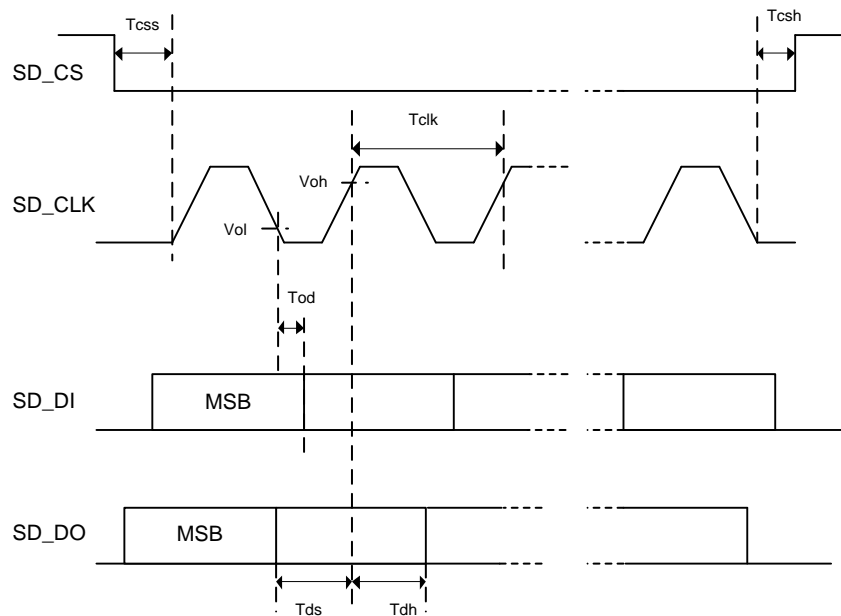 Tcss
Tcsh
SD_CS
Tclk
Voh
SD_CLK
Vol
Tod
SD_DI
MSB
SD_DO
MSB
Tds
Tdh